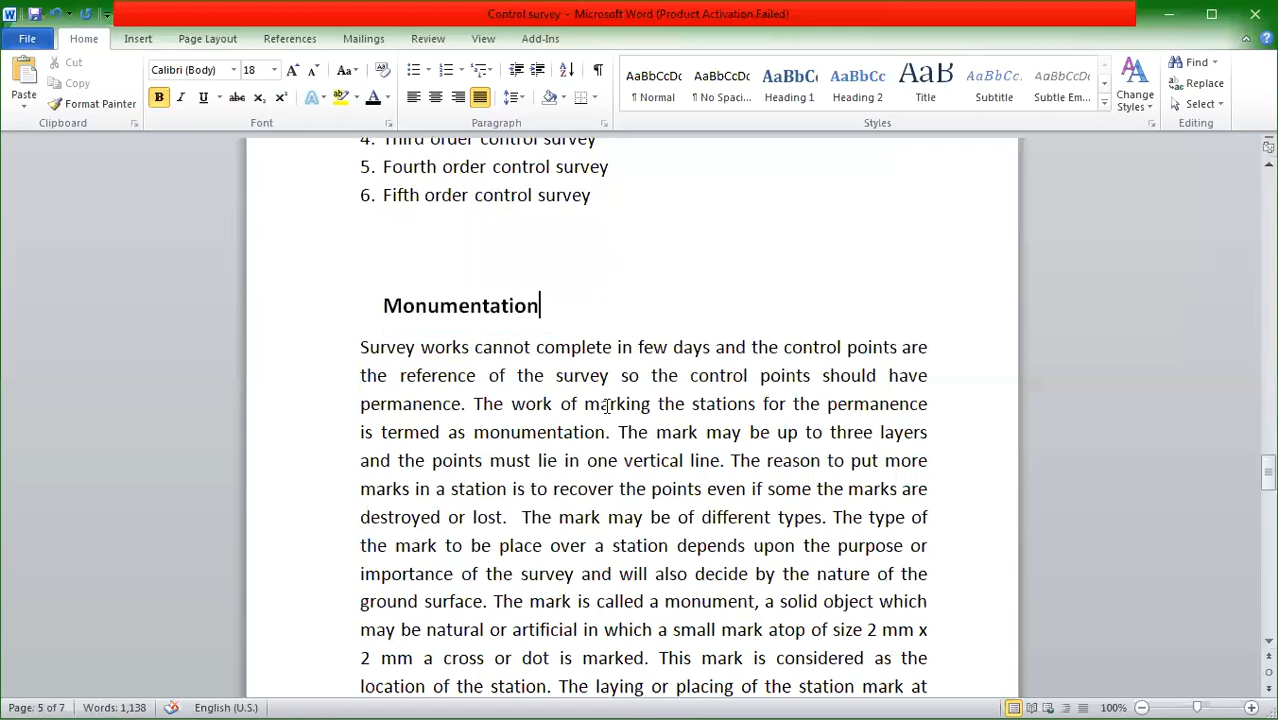 Control survey - Microsoft Word (Product Activation Failed)
File Home Insert Page Layout References Mailings Review View Add-Ins
Cut
Copy
Format Painter
Paste
Clipboard
Calibri (Body) 18
Font
Paragraph
AaBbCcDc AaBbCcDc AaBbC AaBbCc AaB AaBbCc AaBbCcDc
¶ Normal ¶ No Spaci... Heading 1 Heading 2 Title Subtitle Subtle Em...
Styles
Change Styles
Find
Replace
Select
Editing
4. Third order control survey
5. Fourth order control survey
6. Fifth order control survey
Monumentation
Survey works cannot complete in few days and the control points are
the reference of the survey so the control points should have
permanence. The work of marking the stations for the permanence
is termed as monumentation. The mark may be up to three layers
and the points must lie in one vertical line. The reason to put more
marks in a station is to recover the points even if some the marks are
destroyed or lost.  The mark may be of different types. The type of
the mark to be place over a station depends upon the purpose or
importance of the survey and will also decide by the nature of the
ground surface. The mark is called a monument, a solid object which
may be natural or artificial in which a small mark atop of size 2 mm x
2 mm a cross or dot is marked. This mark is considered as the
location of the station. The laying or placing of the station mark at
Page: 5 of 7 Words: 1,138 English (U.S.) 100%